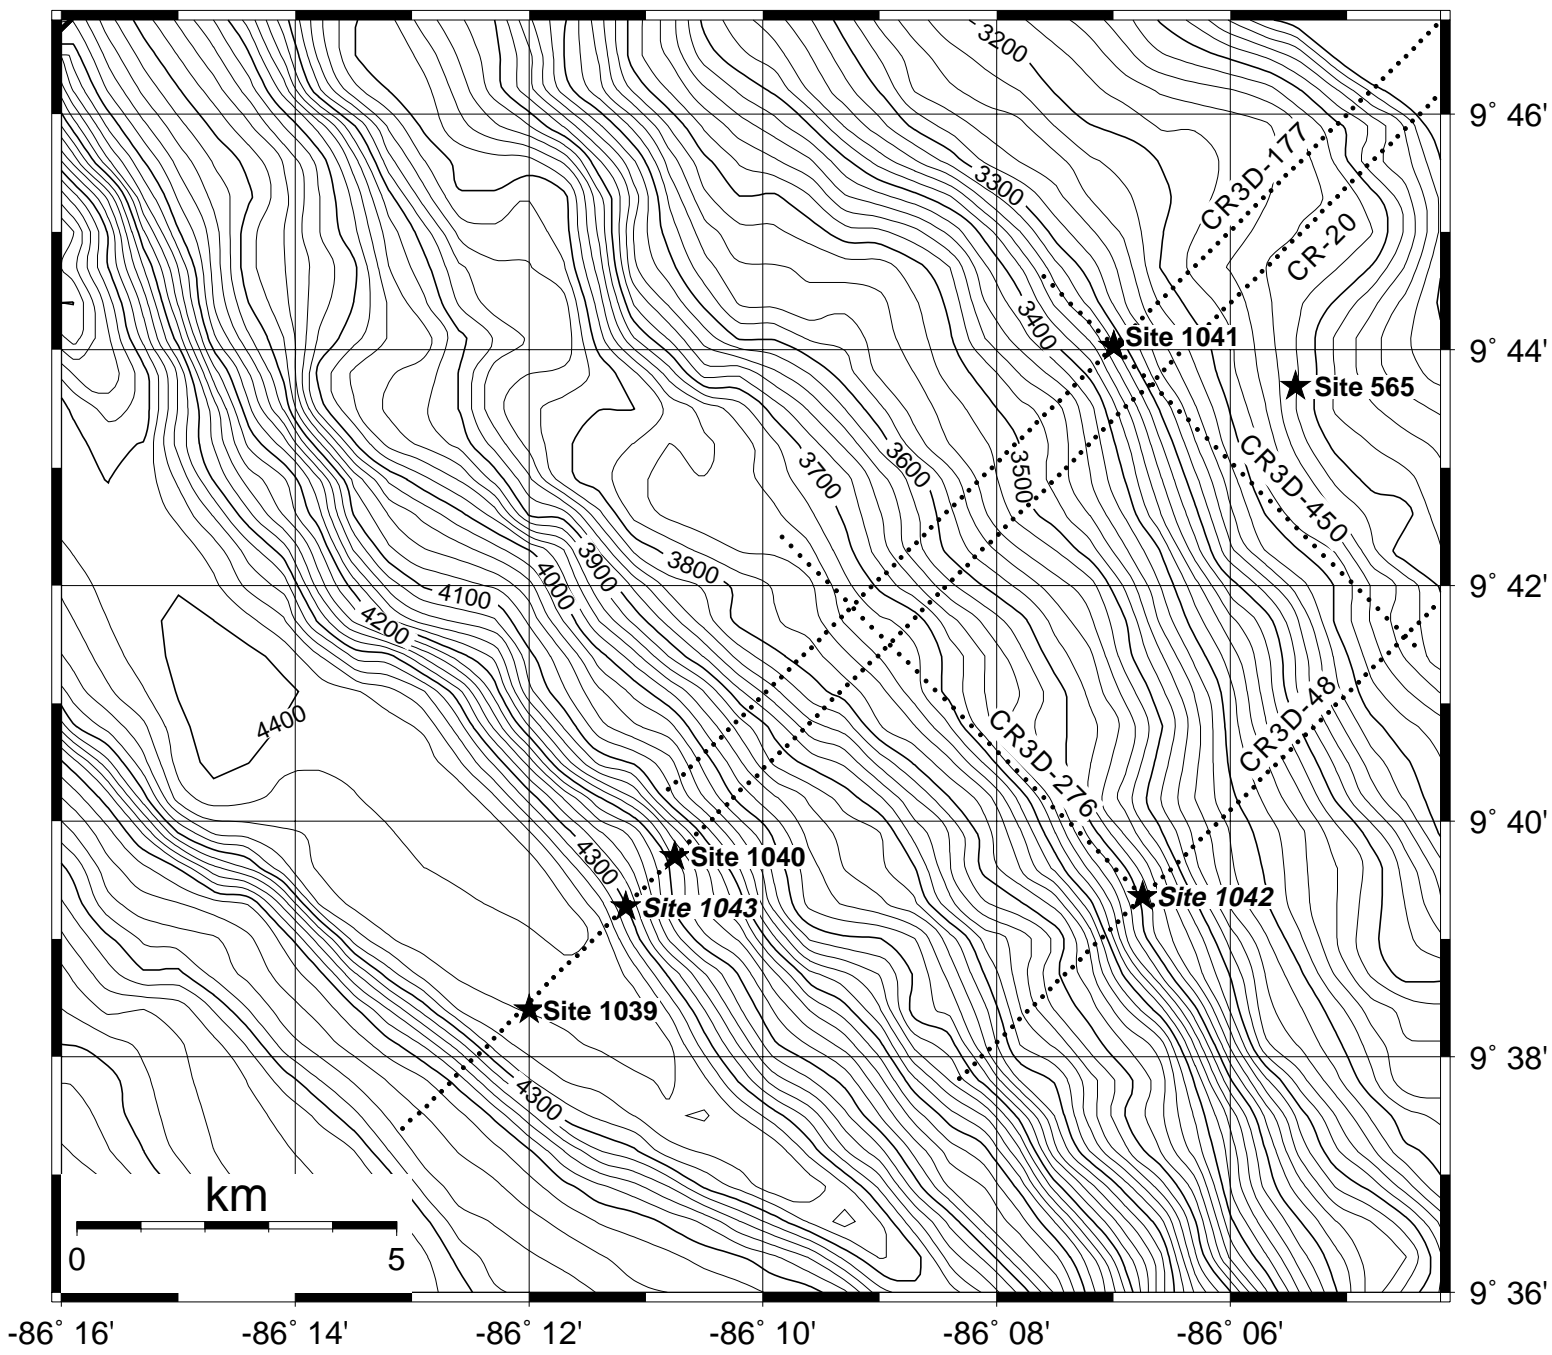 3200
9° 46'
CR3D-177
3300
CR-20
3400
Site 1041
9° 44'
Site 565
3700
3600
3500
CR3D-450
3900
3800
4000
9° 42'
4100
4200
4400
CR3D-276
CR3D-48
9° 40'
4300
Site 1040
Site 1043
Site 1042
Site 1039
9° 38'
4300
km
0 5
9° 36'
-86° 16' -86° 14' -86° 12' -86° 10' -86° 08' -86° 06'